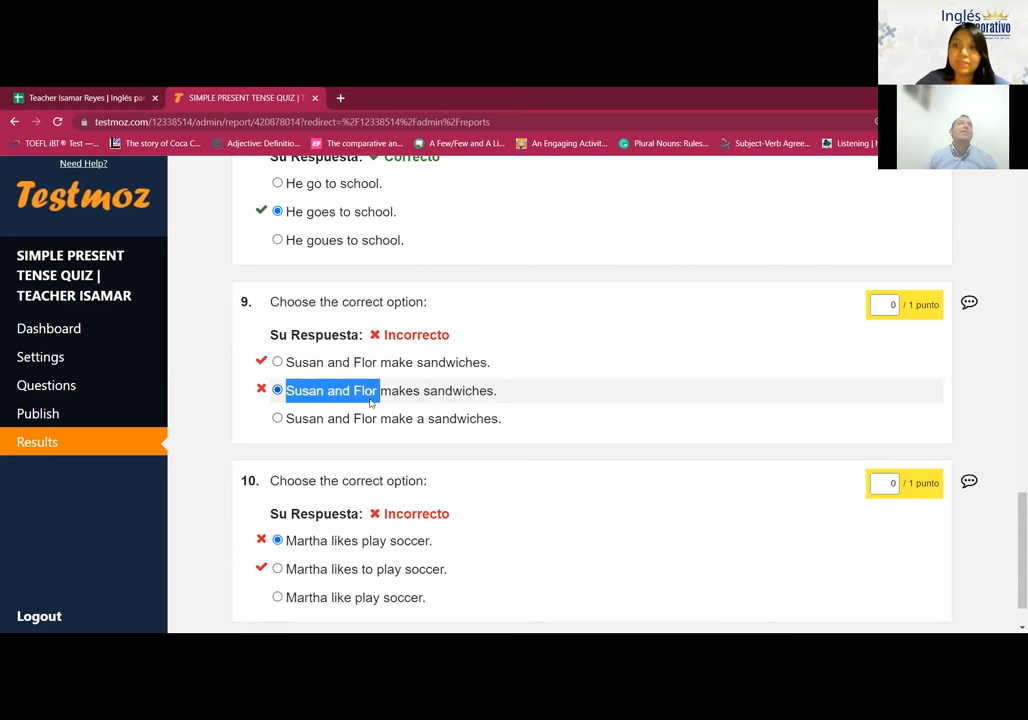 Inglés
Teacher Isamar Reyes | Inglés pa
SIMPLE PRESENT TENSE QUIZ | T
testmoz.com/12338514/admin/report/420878014?redirect=%2F12338514%2Fadmin%2Freports
TOEFL iBT® Test —...
The story of Coca C...
Adjective: Definitio...
The comparative an...
A Few/Few and A Li...
An Engaging Activit...
Plural Nouns: Rules...
Subject-Verb Agree...
Listening |
Need Help?
Testmoz
SIMPLE PRESENT
TENSE QUIZ |
TEACHER ISAMAR
Dashboard
Settings
Questions
Publish
Results
Logout
Su Respuesta: ✔ Correcto
He go to school.
He goes to school.
He goues to school.
9. Choose the correct option:
0 / 1 punto
Su Respuesta: ✖ Incorrecto
Susan and Flor make sandwiches.
Susan and Flor makes sandwiches.
Susan and Flor make a sandwiches.
10. Choose the correct option:
0 / 1 punto
Su Respuesta: ✖ Incorrecto
Martha likes play soccer.
Martha likes to play soccer.
Martha like play soccer.